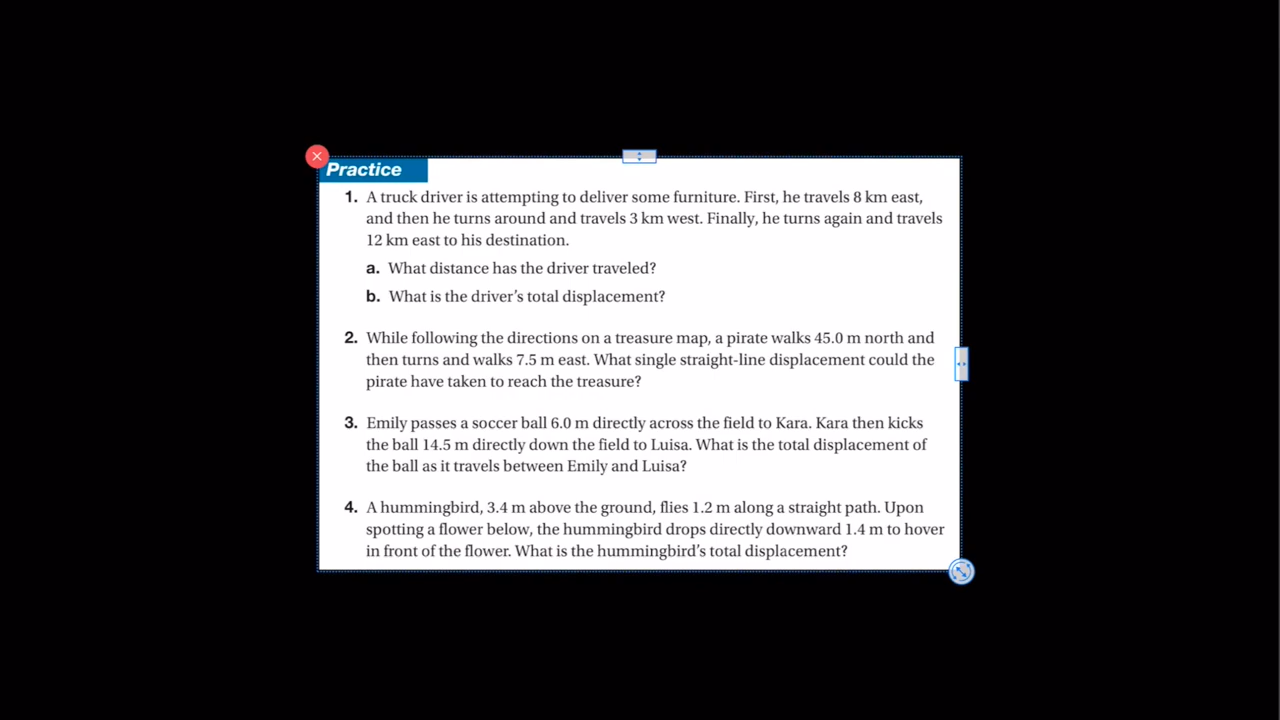 Practice
1. A truck driver is attempting to deliver some furniture. First, he travels 8 km east,
and then he turns around and travels 3 km west. Finally, he turns again and travels
12 km east to his destination.
a. What distance has the driver traveled?
b. What is the driver's total displacement?
2. While following the directions on a treasure map, a pirate walks 45.0 m north and
then turns and walks 7.5 m east. What single straight-line displacement could the
pirate have taken to reach the treasure?
3. Emily passes a soccer ball 6.0 m directly across the field to Kara. Kara then kicks
the ball 14.5 m directly down the field to Luisa. What is the total displacement of
the ball as it travels between Emily and Luisa?
4. A hummingbird, 3.4 m above the ground, flies 1.2 m along a straight path. Upon
spotting a flower below, the hummingbird drops directly downward 1.4 m to hover
in front of the flower. What is the hummingbird's total displacement?